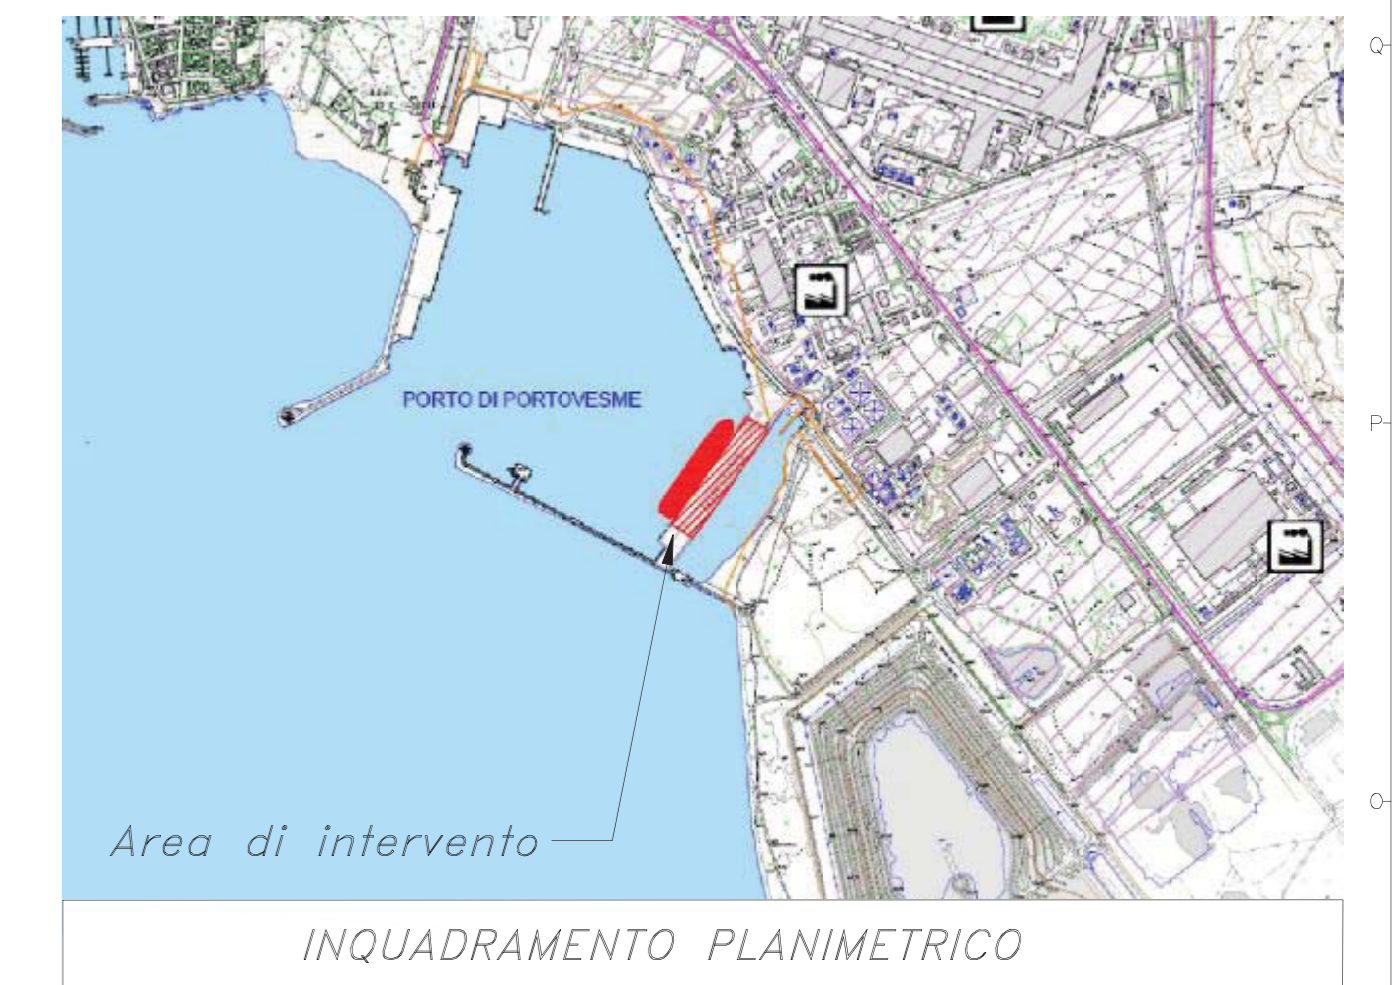 Q
PORTO DI PORTOVESME
P
O
Area di intervento
INQUADRAMENTO PLANIMETRICO